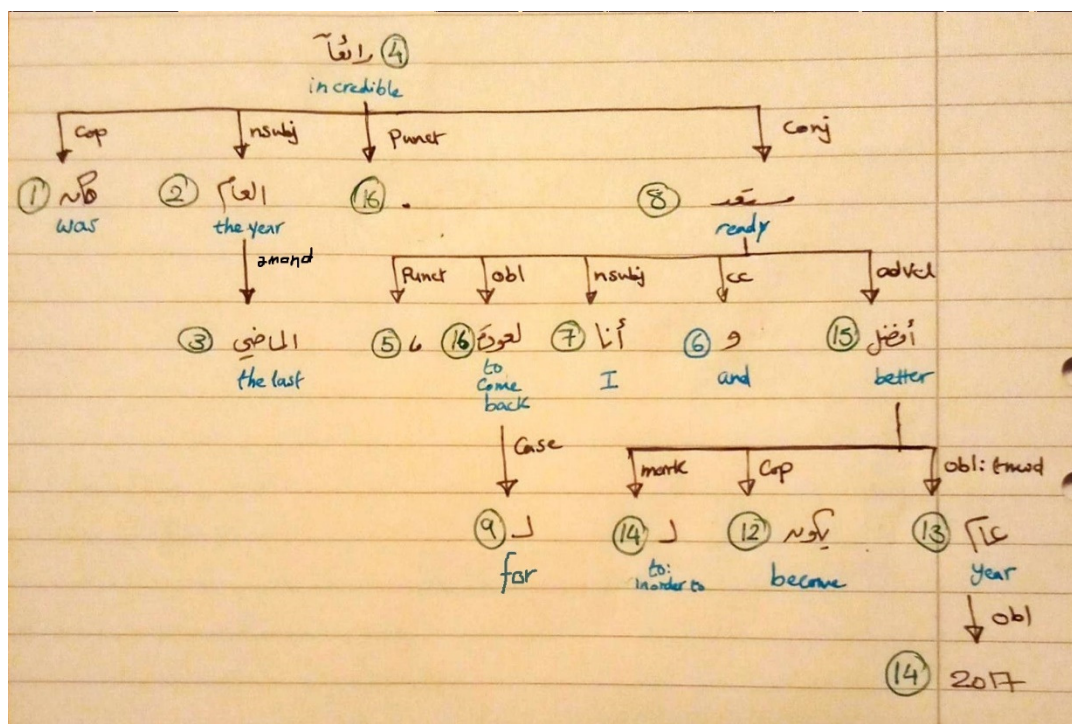 رائعاً 4
incredible
cop nsubj Punct Conj
1 كان 2 العام 16 . 8 مستعد
was the year ready
amond Punct obl nsubj cc advcl
3 الماضي 5 ، 16 لعودة 7 أنا 6 و 15 أفضل
the last to come back I and better
Case mark Cop obl:tmod
9 لـ 14 لـ 12 يكون 13 عام
for to: inorder to become year
obl
14 2017